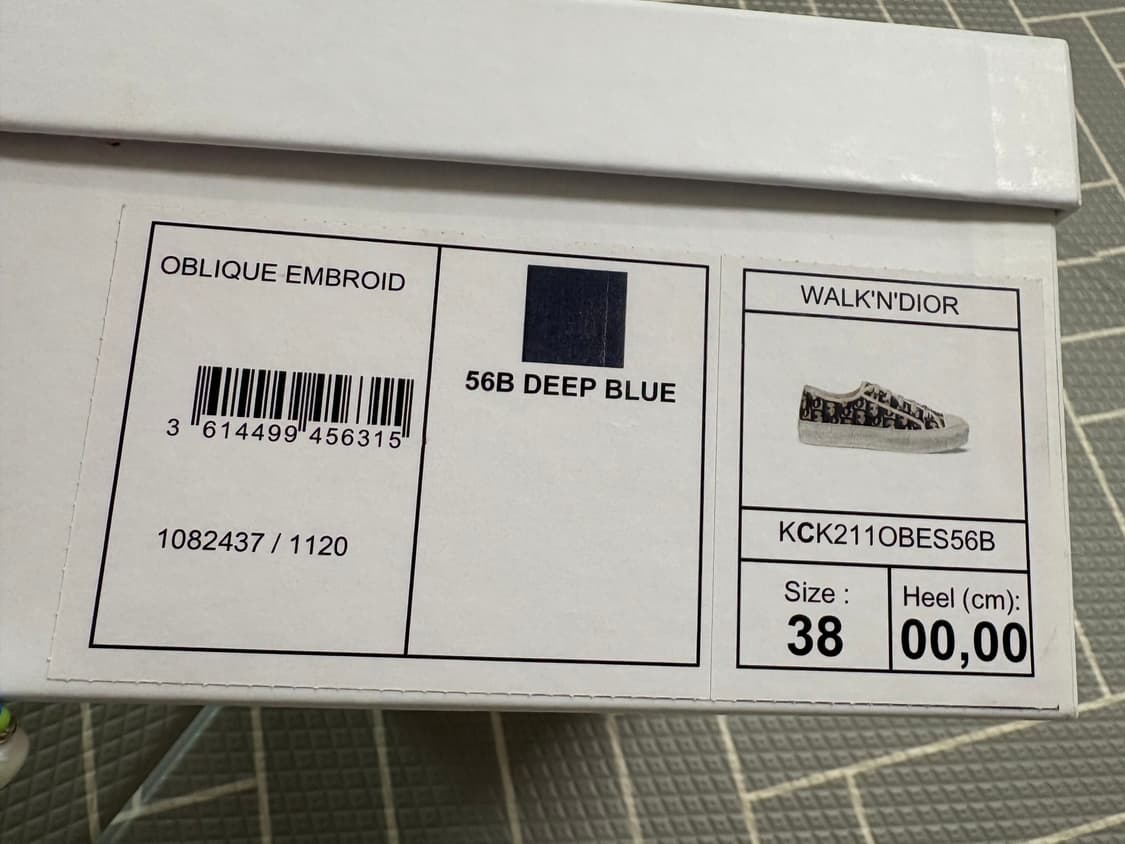 OBLIQUE EMBROID
3 614499 456315
1082437 / 1120
56B DEEP BLUE
WALK'N'DIOR
KCK211OBES56B
Size :
38
Heel (cm):
00,00